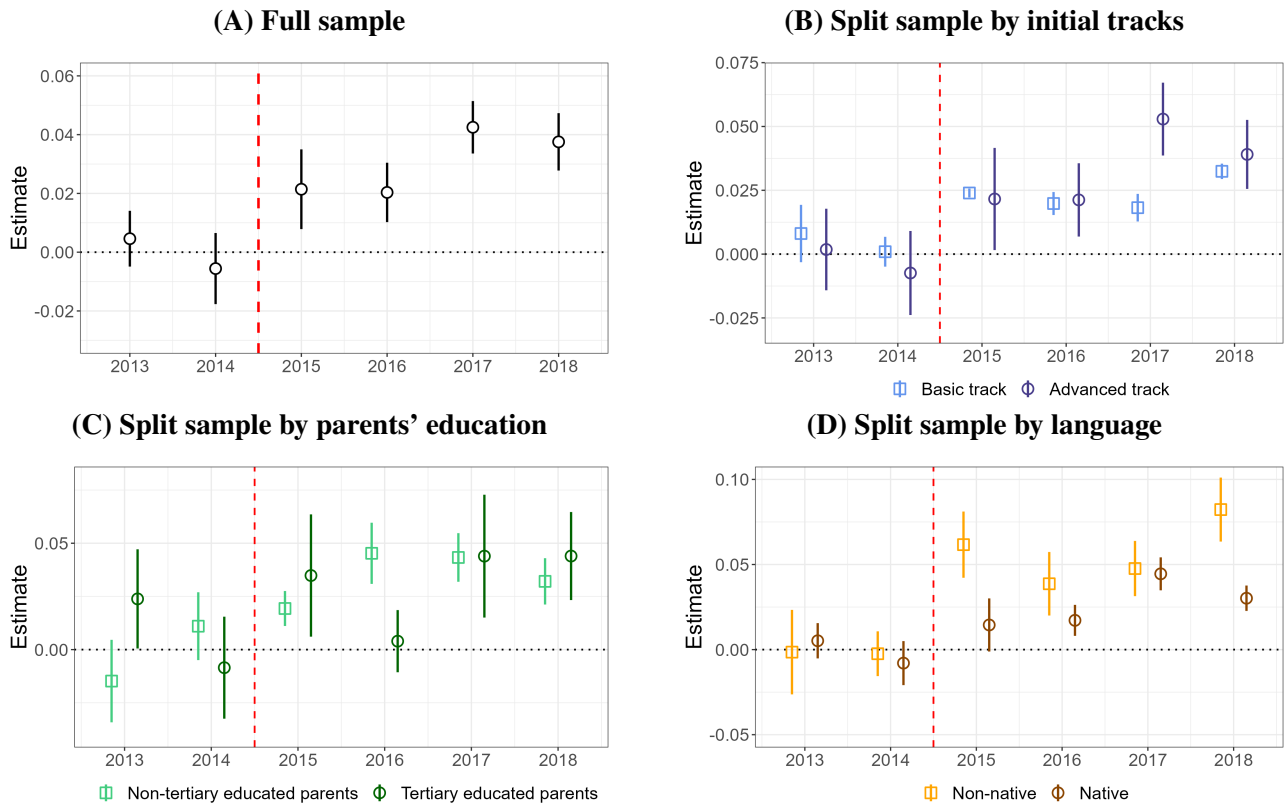 (A) Full sample
Estimate
0.06
0.04
0.02
0.00
-0.02
2013 2014 2015 2016 2017 2018
(B) Split sample by initial tracks
Estimate
0.075
0.050
0.025
0.000
-0.025
2013 2014 2015 2016 2017 2018
Basic track Advanced track
(C) Split sample by parents’ education
Estimate
0.05
0.00
2013 2014 2015 2016 2017 2018
Non-tertiary educated parents Tertiary educated parents
(D) Split sample by language
Estimate
0.10
0.05
0.00
-0.05
2013 2014 2015 2016 2017 2018
Non-native Native